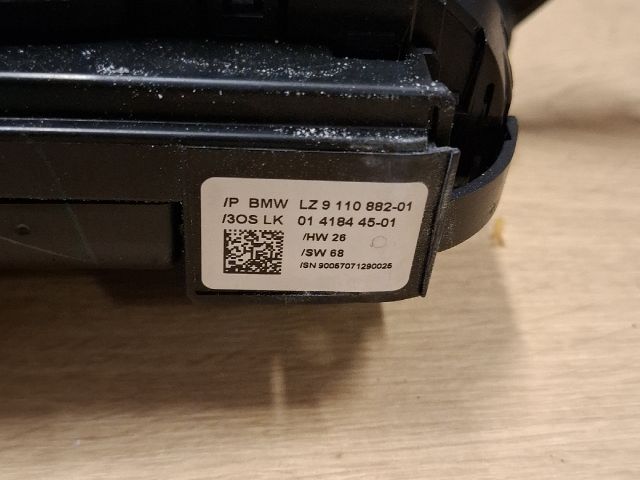 /P BMW LZ 9 110 882-01
/3OS LK 01 4184 45-01
/HW 26
/SW 68
/SN 90057071290025